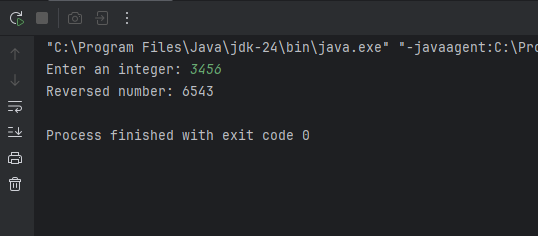 "C:\Program Files\Java\jdk-24\bin\java.exe" "-javaagent:C:\Pro
Enter an integer: 3456
Reversed number: 6543
Process finished with exit code 0